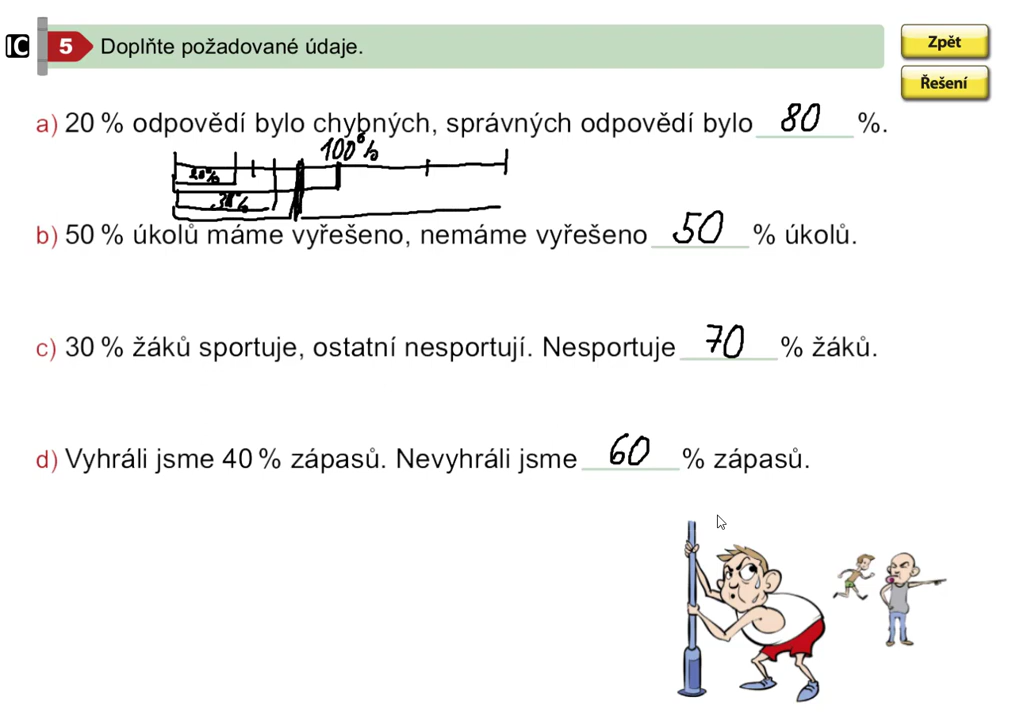 IC 5 Doplňte požadované údaje.
Zpět
Řešení
a) 20 % odpovědí bylo chybných, správných odpovědí bylo 80 %.
100%
20%
b) 50 % úkolů máme vyřešeno, nemáme vyřešeno 50 % úkolů.
c) 30 % žáků sportuje, ostatní nesportují. Nesportuje 70 % žáků.
d) Vyhráli jsme 40 % zápasů. Nevyhráli jsme 60 % zápasů.